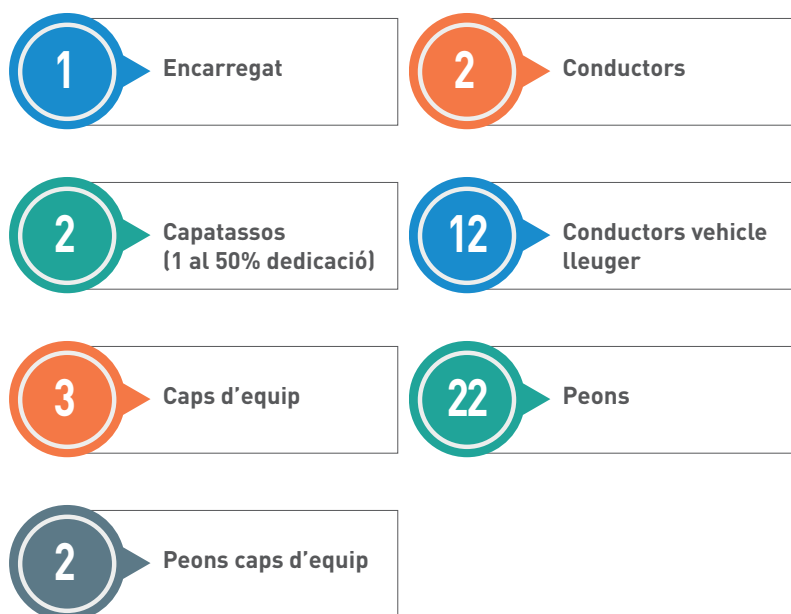 1
Encarregat
2
Conductors
2
Capatassos
(1 al 50% dedicació)
12
Conductors vehicle
lleuger
3
Caps d'equip
22
Peons
2
Peons caps d'equip